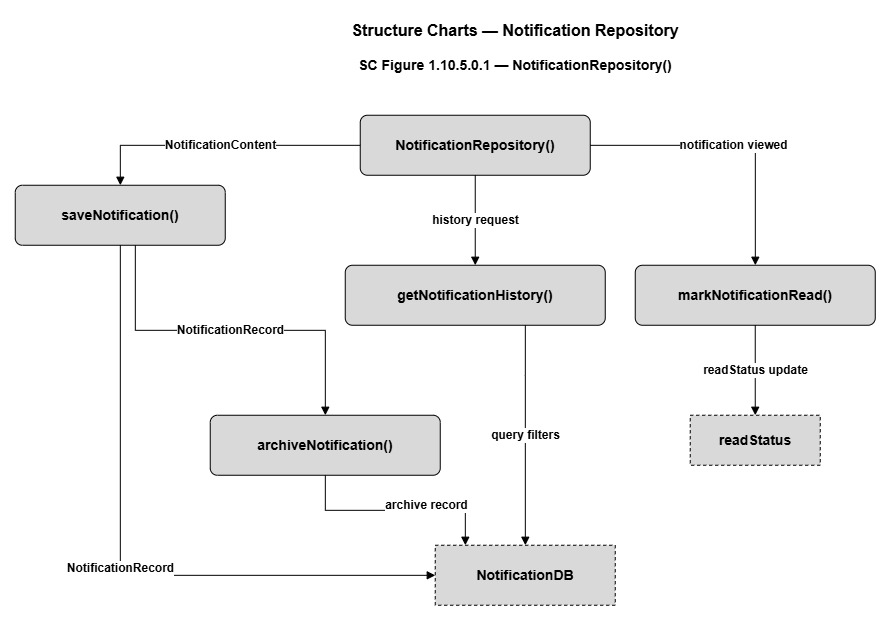 Structure Charts — Notification Repository
SC Figure 1.10.5.0.1 — NotificationRepository()
NotificationContent
NotificationRepository()
notification viewed
saveNotification()
history request
getNotificationHistory()
markNotificationRead()
NotificationRecord
readStatus update
archiveNotification()
query filters
readStatus
archive record
NotificationRecord
NotificationDB